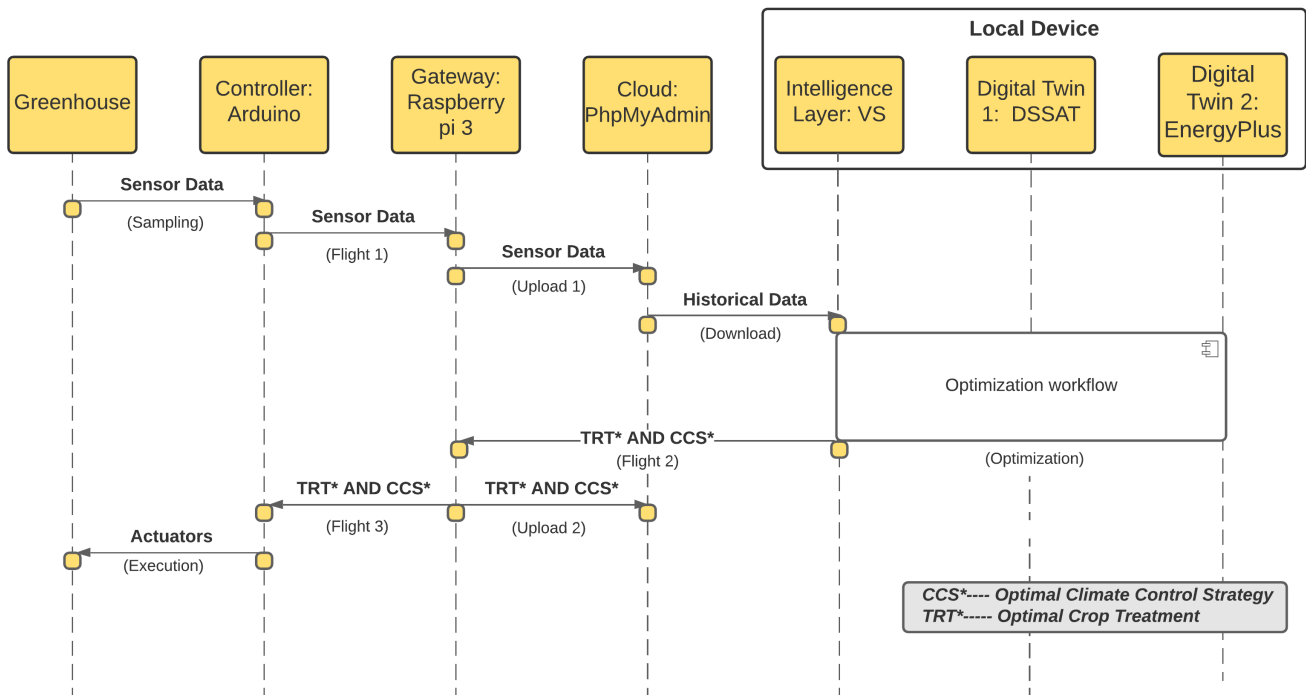 Local Device
Greenhouse
Controller:
Arduino
Gateway:
Raspberry
pi 3
Cloud:
PhpMyAdmin
Intelligence
Layer: VS
Digital Twin
1: DSSAT
Digital
Twin 2:
EnergyPlus
Sensor Data
(Sampling)
Sensor Data
(Flight 1)
Sensor Data
(Upload 1)
Historical Data
(Download)
Optimization workflow
TRT* AND CCS*
(Flight 2)
(Optimization)
TRT* AND CCS*
(Flight 3)
TRT* AND CCS*
(Upload 2)
Actuators
(Execution)
CCS*---- Optimal Climate Control Strategy
TRT*----- Optimal Crop Treatment